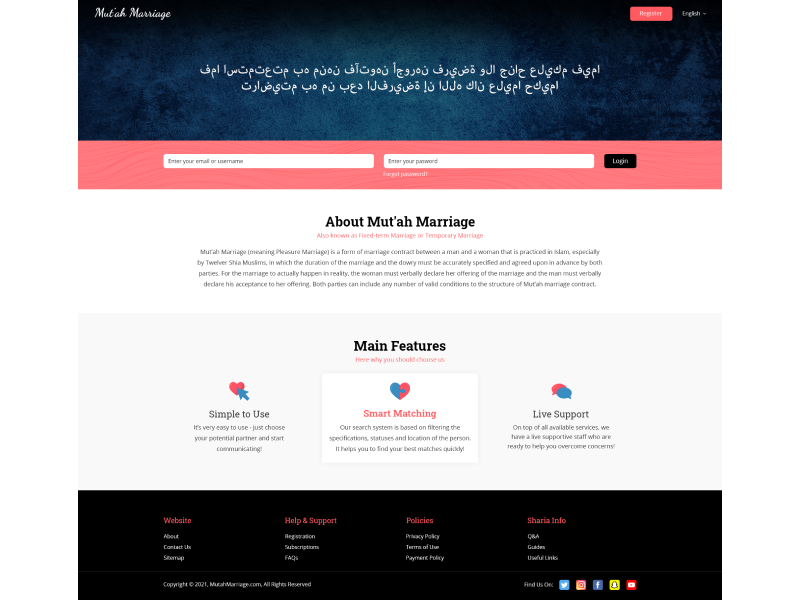 Mut'ah Marriage
Register
English
فما استمتعتم به منهن فآتوهن أجورهن فريضة ولا جناح عليكم فيما
تراضيتم به من بعد الفريضة إن الله كان عليما حكيما
Enter your email or username
Enter your pasword
Login
Forgot password?
About Mut'ah Marriage
Also known as Fixed-term Marriage or Temporary Marriage
Mut'ah Marriage (meaning Pleasure Marriage) is a form of marriage contract between a man and a woman that is practiced in Islam, especially
by Twelver Shia Muslims, in which the duration of the marriage and the dowry must be accurately specified and agreed upon in advance by both
parties. For the marriage to actually happen in reality, the woman must verbally declare her offering of the marriage and the man must verbally
declare his acceptance to her offering. Both parties can include any number of valid conditions to the structure of Mut'ah marriage contract.
Main Features
Here why you should choose us
Simple to Use
It's very easy to use - just choose
your potential partner and start
communicating!
Smart Matching
Our search system is based on filtering the
specifications, statuses and location of the person.
It helps you to find your best matches quickly!
Live Support
On top of all available services, we
have a live supportive staff who are
ready to help you overcome concerns!
Website
About
Contact Us
Sitemap
Help & Support
Registration
Subscriptions
FAQs
Policies
Privacy Policy
Terms of Use
Payment Policy
Sharia Info
Q&A
Guides
Useful Links
Copyright © 2021, MutahMarriage.com, All Rights Reserved
Find Us On: